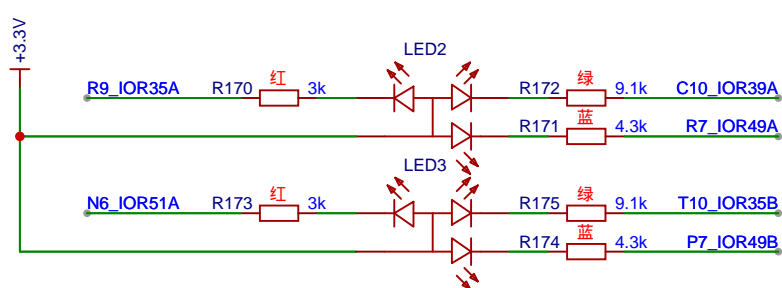 +3.3V
LED2
R9_IOR35A R170 红 3k R172 绿 9.1k C10_IOR39A
R171 蓝 4.3k R7_IOR49A
LED3
N6_IOR51A R173 红 3k R175 绿 9.1k T10_IOR35B
R174 蓝 4.3k P7_IOR49B